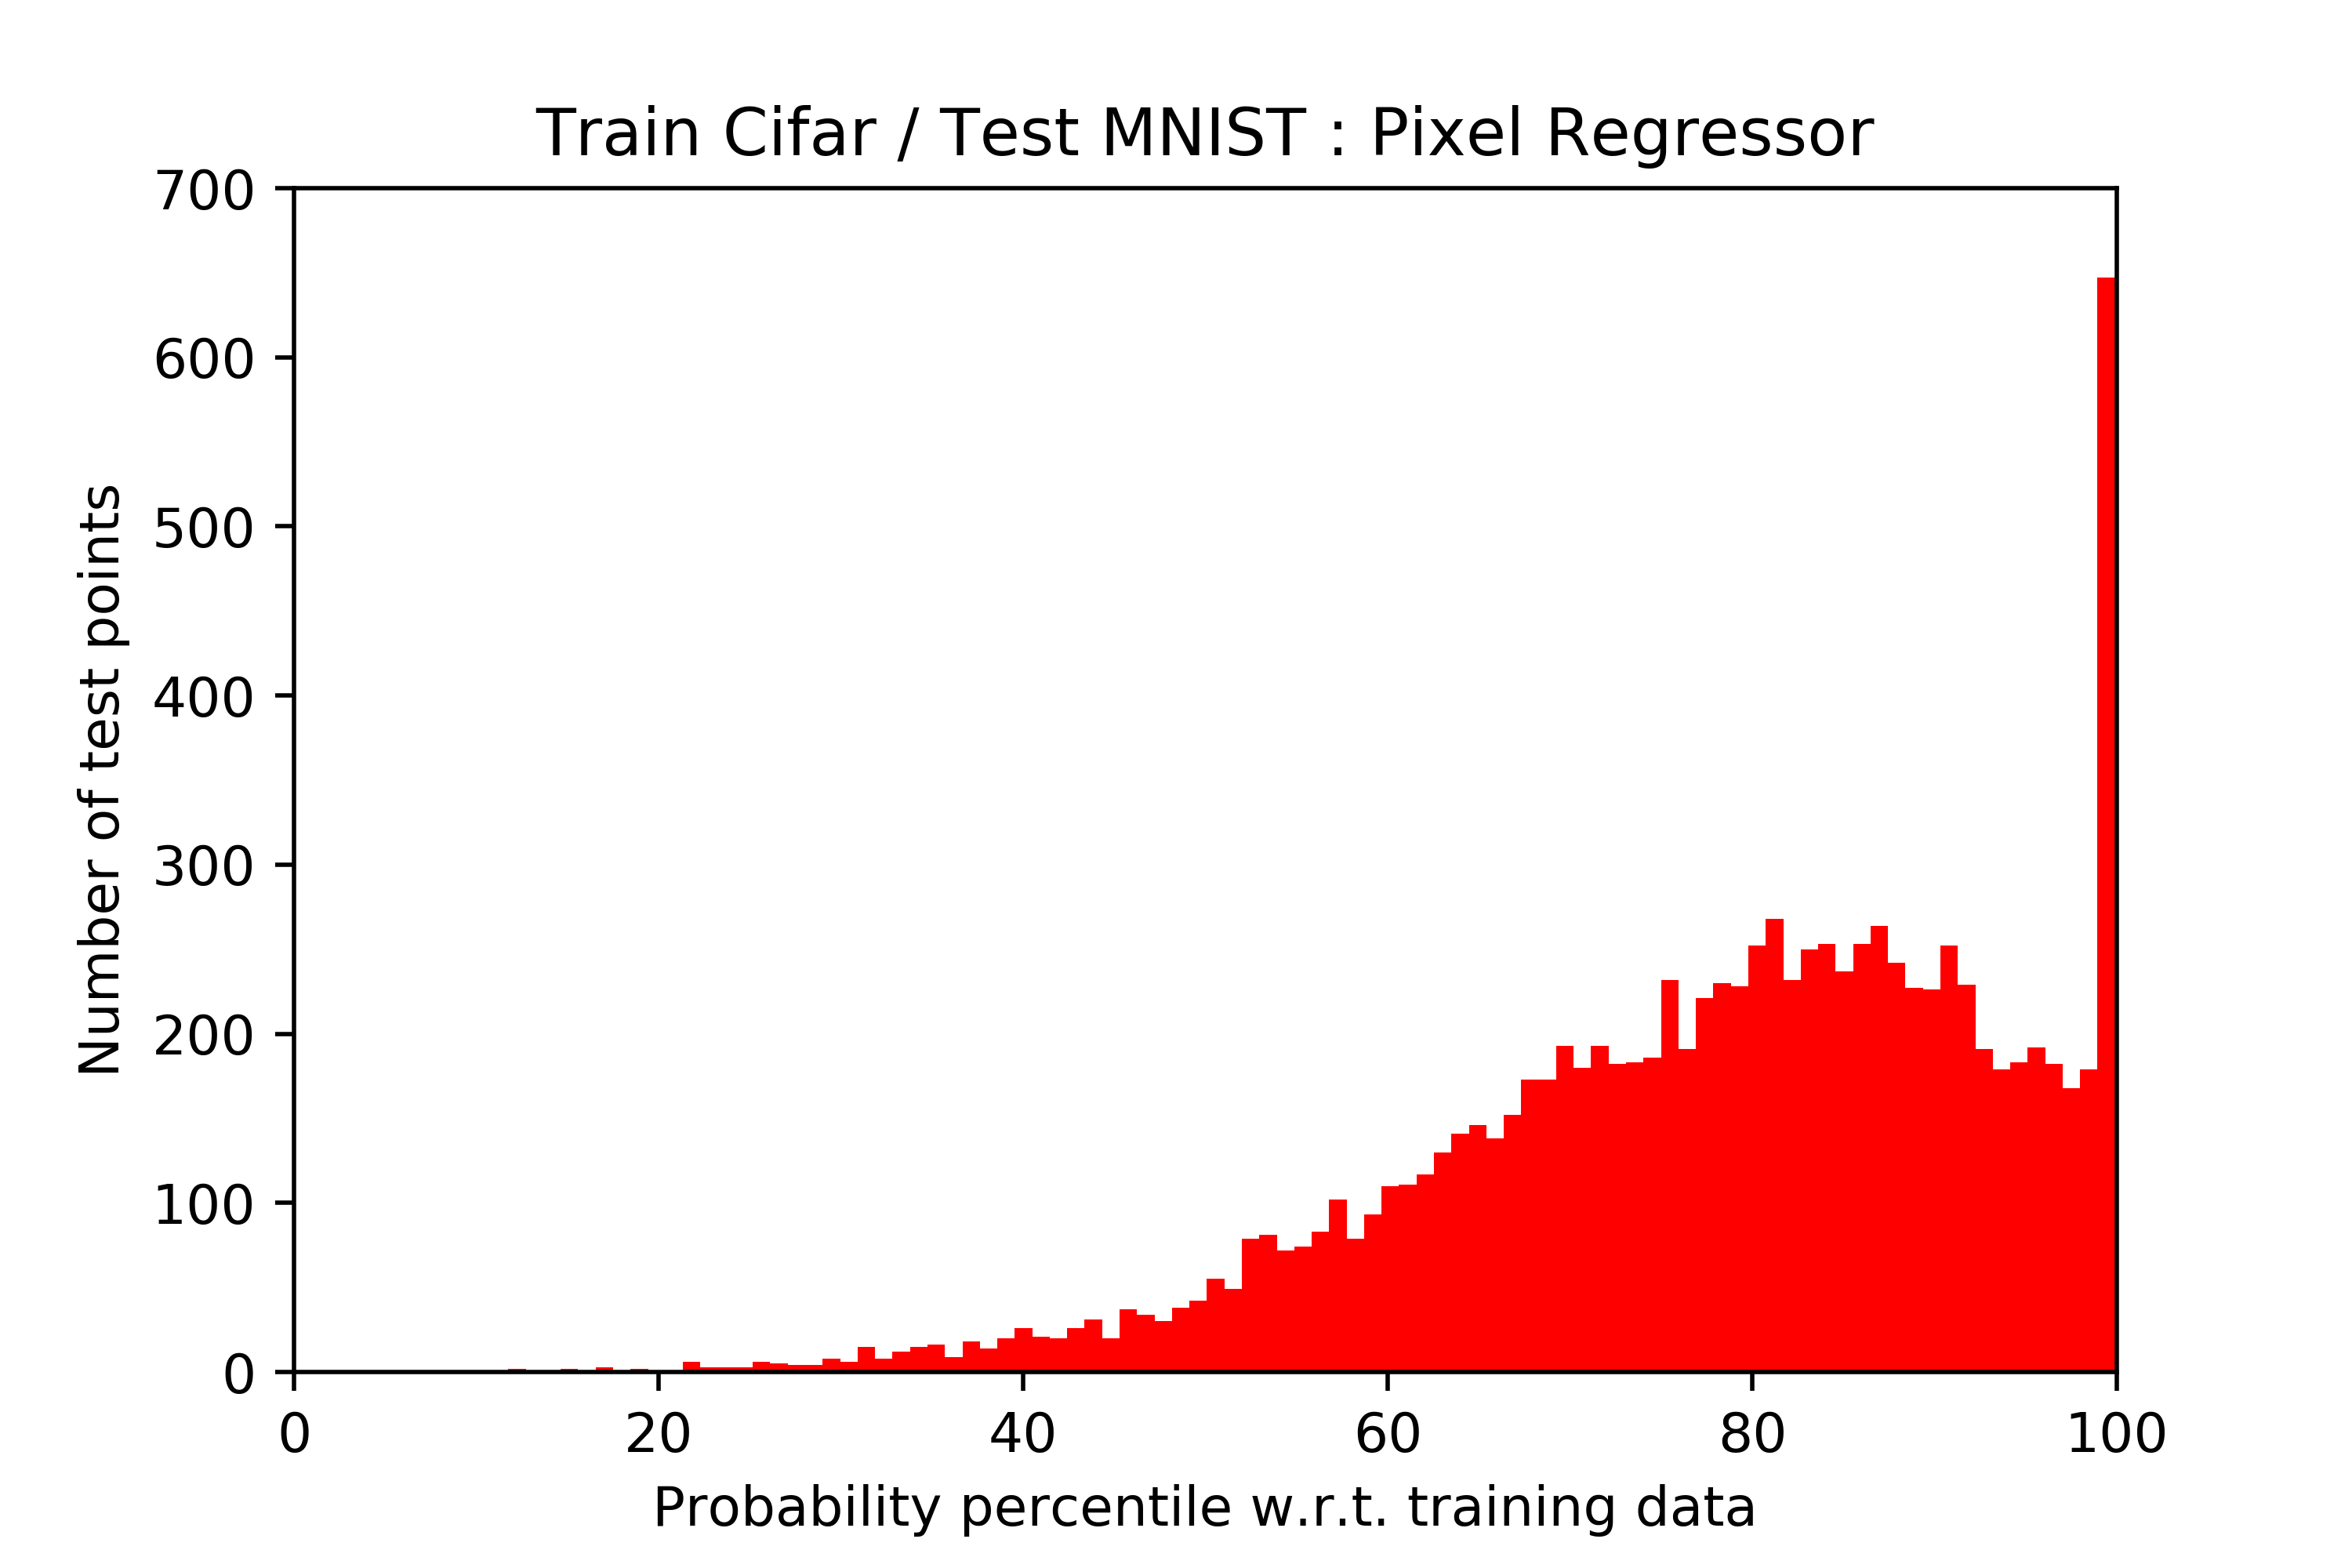 Train Cifar / Test MNIST : Pixel Regressor
700
600
500
400
300
200
100
0
Number of test points
0 20 40 60 80 100
Probability percentile w.r.t. training data